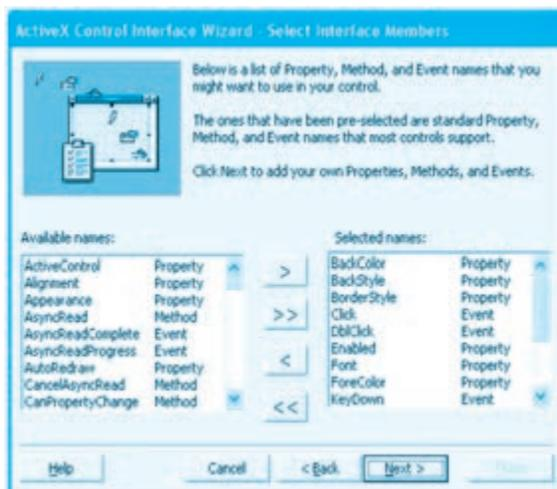 ActiveX Control Interface Wizard - Select Interface Members
Below is a list of Property, Method, and Event names that you
might want to use in your control.
The ones that have been pre-selected are standard Property,
Method, and Event names that most controls support.
Click Next to add your own Properties, Methods, and Events.
Available names:
ActiveControl Property
Alignment Property
Appearance Property
AsyncRead Method
AsyncReadComplete Event
AsyncReadProgress Event
AutoRedraw Property
CancelAsyncRead Method
CanPropertyChange Method
>
>>
<
<<
Selected names:
BackColor Property
BackStyle Property
BorderStyle Property
Click Event
DblClick Event
Enabled Property
Font Property
ForeColor Property
KeyDown Event
Help
Cancel
< Back
Next >